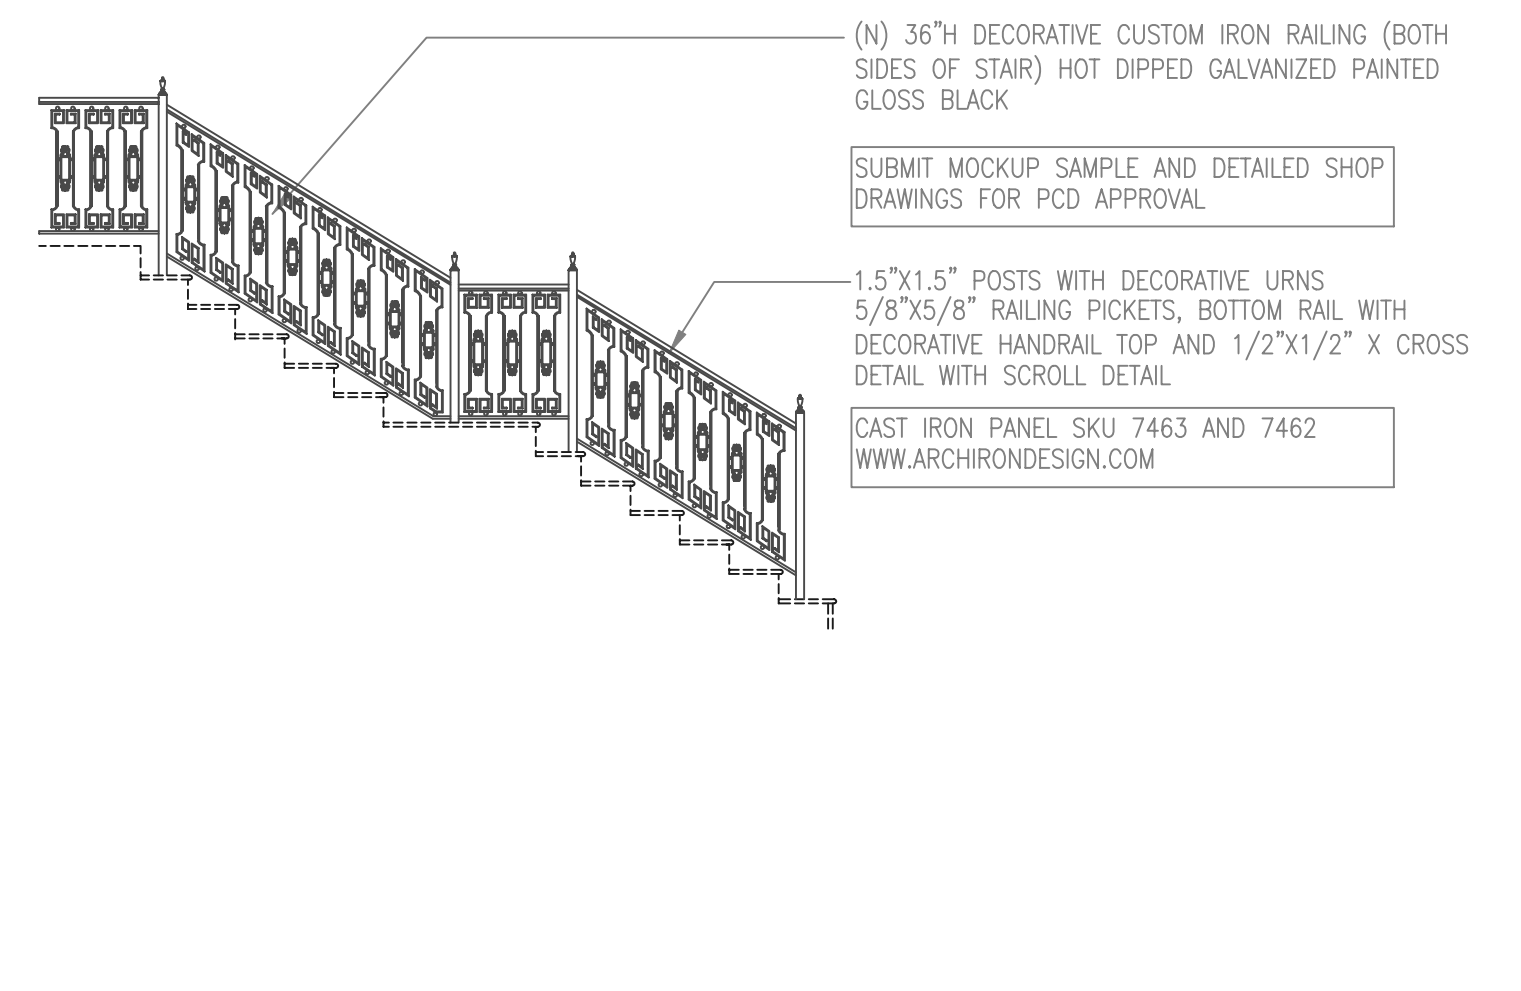 (N) 36”H DECORATIVE CUSTOM IRON RAILING (BOTH
SIDES OF STAIR) HOT DIPPED GALVANIZED PAINTED
GLOSS BLACK
SUBMIT MOCKUP SAMPLE AND DETAILED SHOP
DRAWINGS FOR PCD APPROVAL
1.5”X1.5” POSTS WITH DECORATIVE URNS
5/8”X5/8” RAILING PICKETS, BOTTOM RAIL WITH
DECORATIVE HANDRAIL TOP AND 1/2”X1/2” X CROSS
DETAIL WITH SCROLL DETAIL
CAST IRON PANEL SKU 7463 AND 7462
WWW.ARCHIRONDESIGN.COM